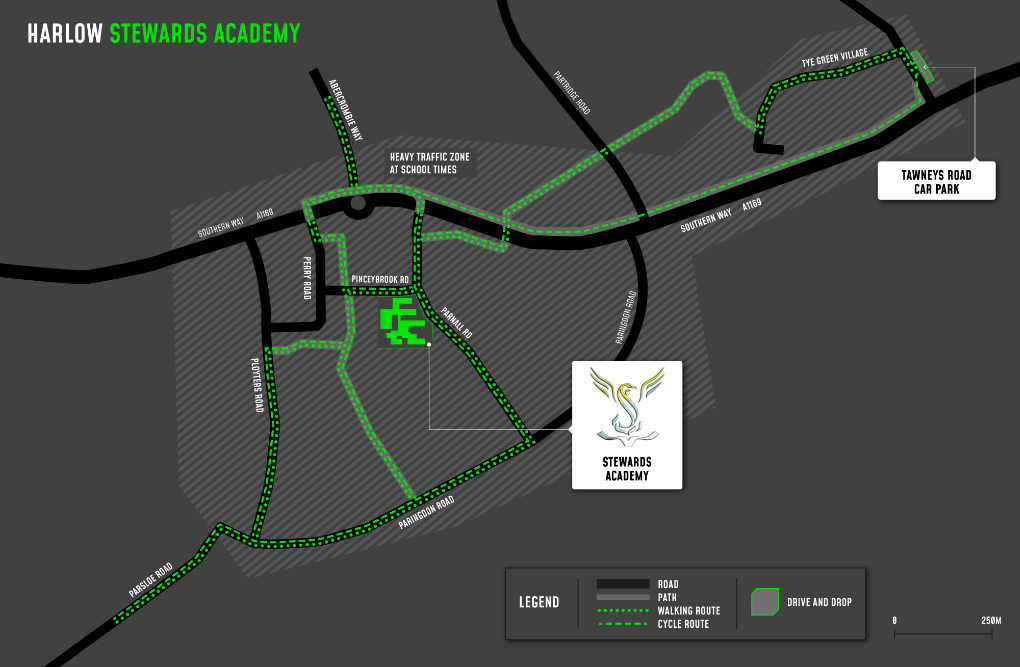 HARLOW STEWARDS ACADEMY
TYE GREEN VILLAGE
PARTRIDGE ROAD
ABERCROMBIE WAY
HEAVY TRAFFIC ZONE
AT SCHOOL TIMES
TAWNEYS ROAD
CAR PARK
SOUTHERN WAY A1169
SOUTHERN WAY A1169
PERRY ROAD
PINCEYBROOK RD
PARNALL RD
PARINGDON ROAD
PLOYTERS ROAD
STEWARDS
ACADEMY
PARINGDON ROAD
PARSLOE ROAD
LEGEND
ROAD
PATH
WALKING ROUTE
CYCLE ROUTE
DRIVE AND DROP
0 250M